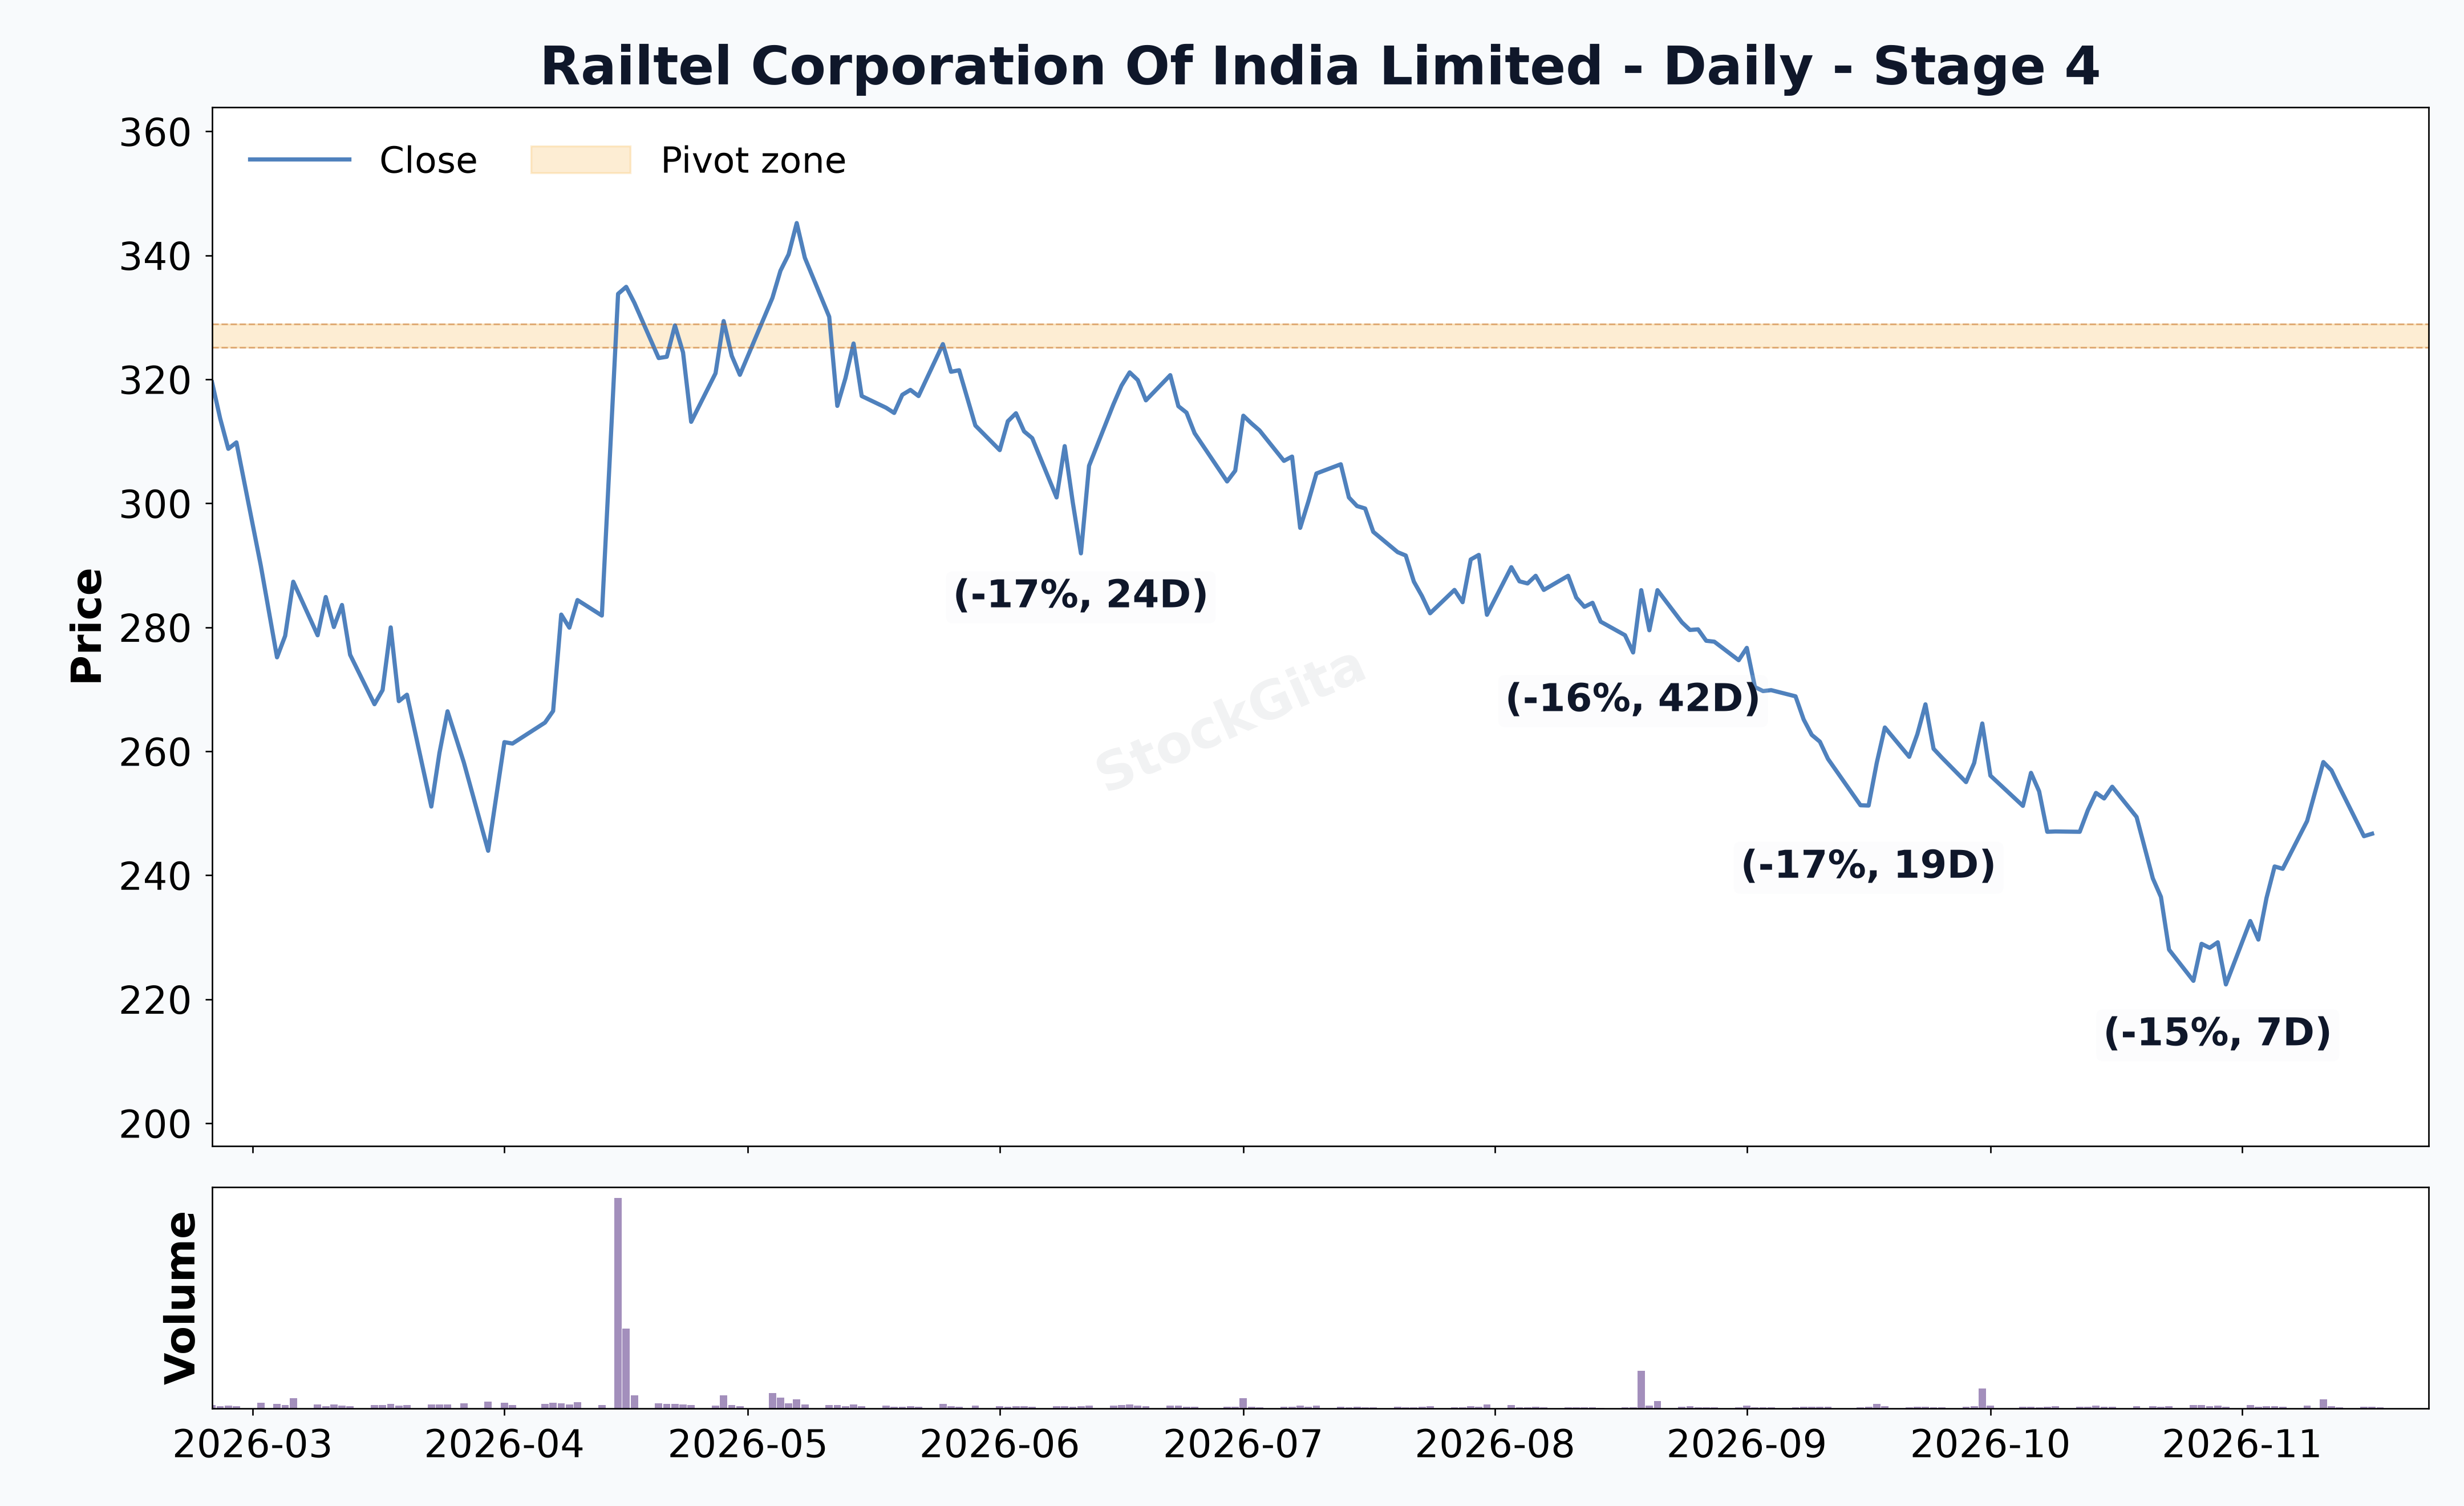 Railtel Corporation Of India Limited - Daily - Stage 4
Close
Pivot zone
Price
360
340
320
300
280
260
240
220
200
(-17%, 24D)
(-16%, 42D)
(-17%, 19D)
(-15%, 7D)
StockGita
Volume
2026-03
2026-04
2026-05
2026-06
2026-07
2026-08
2026-09
2026-10
2026-11